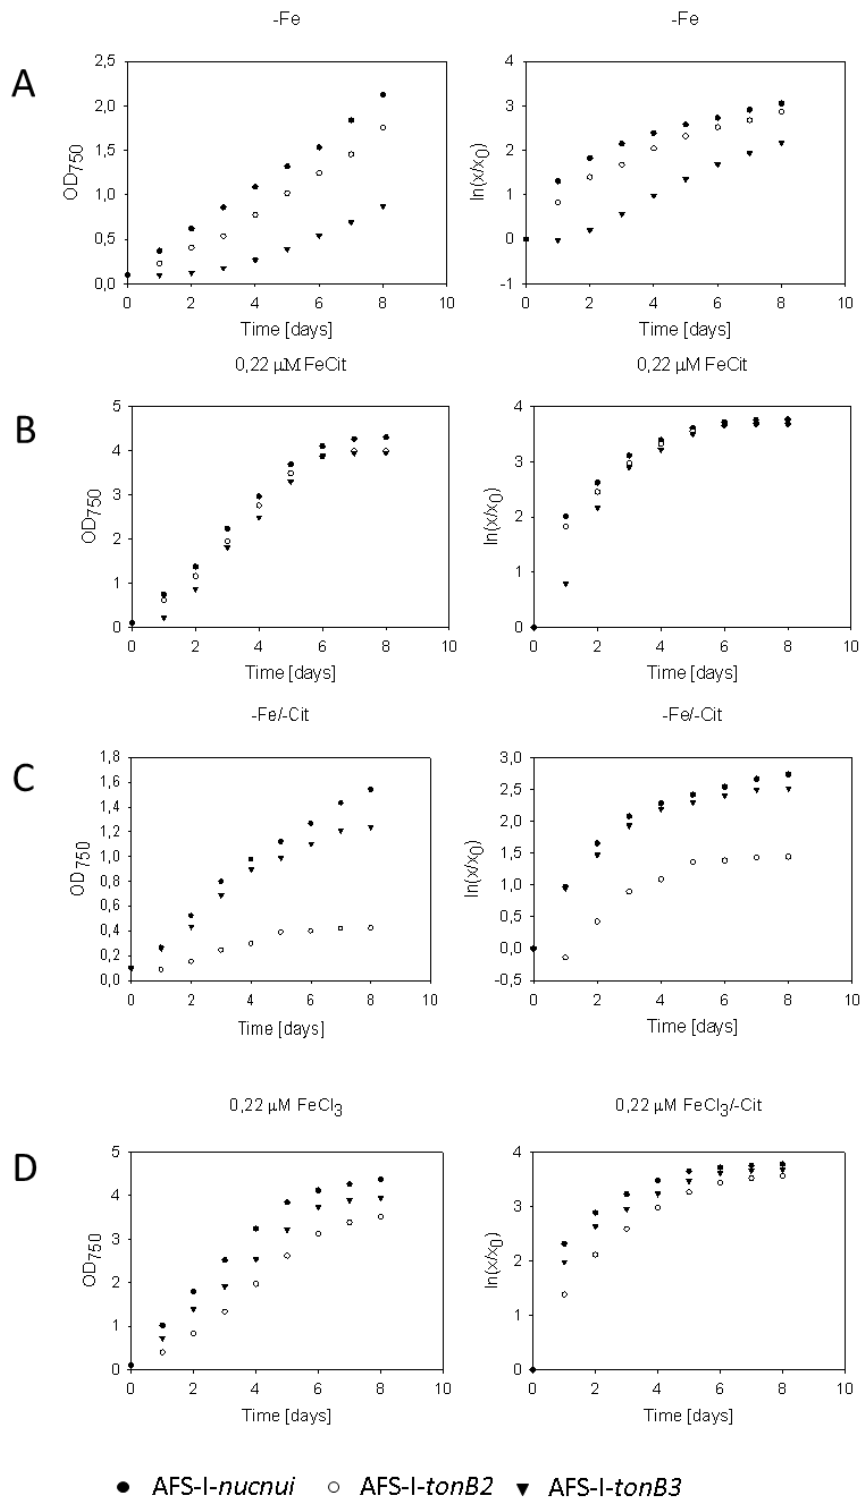 -Fe
-Fe
A
2,5
2,0
1,5
1,0
0,5
0,0
OD750
0 2 4 6 8 10
Time [days]
4
3
2
1
0
-1
ln(x/x0)
0 2 4 6 8 10
Time [days]
0,22 µM FeCit
0,22 µM FeCit
B
5
4
3
2
1
0
OD750
0 2 4 6 8 10
Time [days]
4
3
2
1
0
ln(x/x0)
0 2 4 6 8 10
Time [days]
-Fe/-Cit
-Fe/-Cit
C
1,8
1,6
1,4
1,2
1,0
0,8
0,6
0,4
0,2
0,0
OD750
0 2 4 6 8 10
Time [days]
3,0
2,5
2,0
1,5
1,0
0,5
0,0
-0,5
ln(x/x0)
0 2 4 6 8 10
Time [days]
0,22 µM FeCl3
0,22 µM FeCl3/-Cit
D
5
4
3
2
1
0
OD750
0 2 4 6 8 10
Time [days]
4
3
2
1
0
ln(x/x0)
0 2 4 6 8 10
Time [days]
AFS-I-nucnui AFS-I-tonB2 AFS-I-tonB3